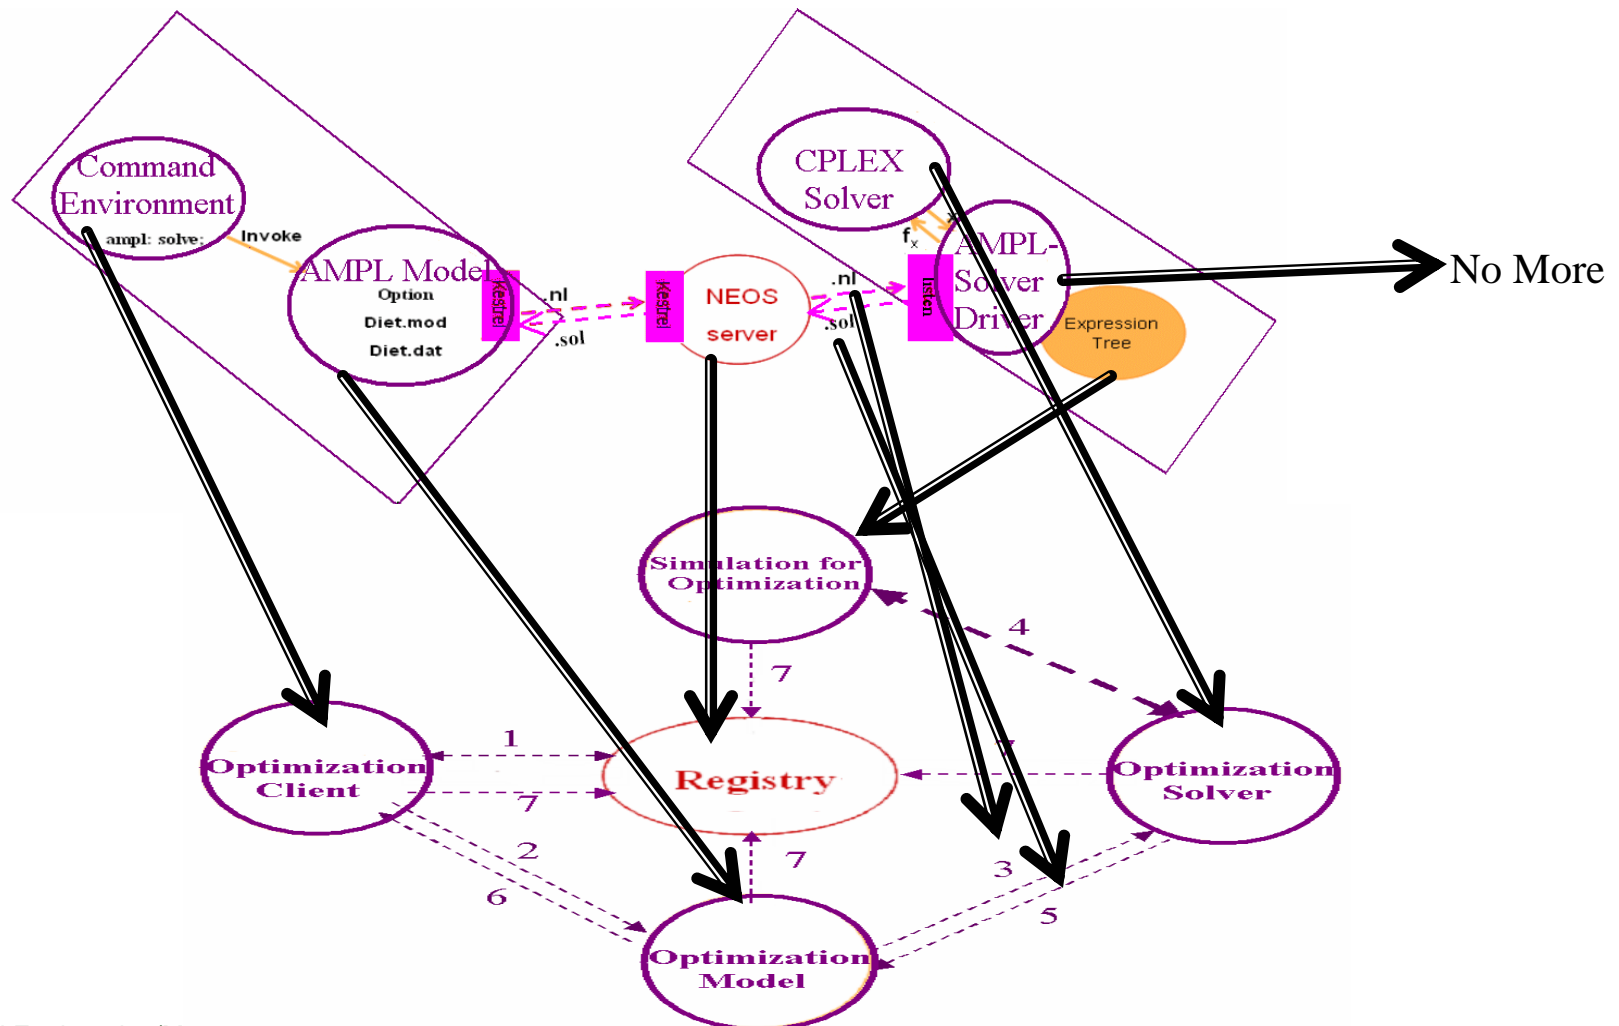 Command
Environment
ampl: solve;
Invoke
AMPL Model
Option
Diet.mod
Diet.dat
Kestrel
.nl
.sol
Kestrel
NEOS
server
.nl
.sol
listen
CPLEX
Solver
x
fx
AMPL-
Solver
Driver
Expression
Tree
No More
Simulation for
Optimization
4
7
1
7
Registry
7
Optimization
Client
Optimization
Solver
2
6
7
3
5
Optimization
Model